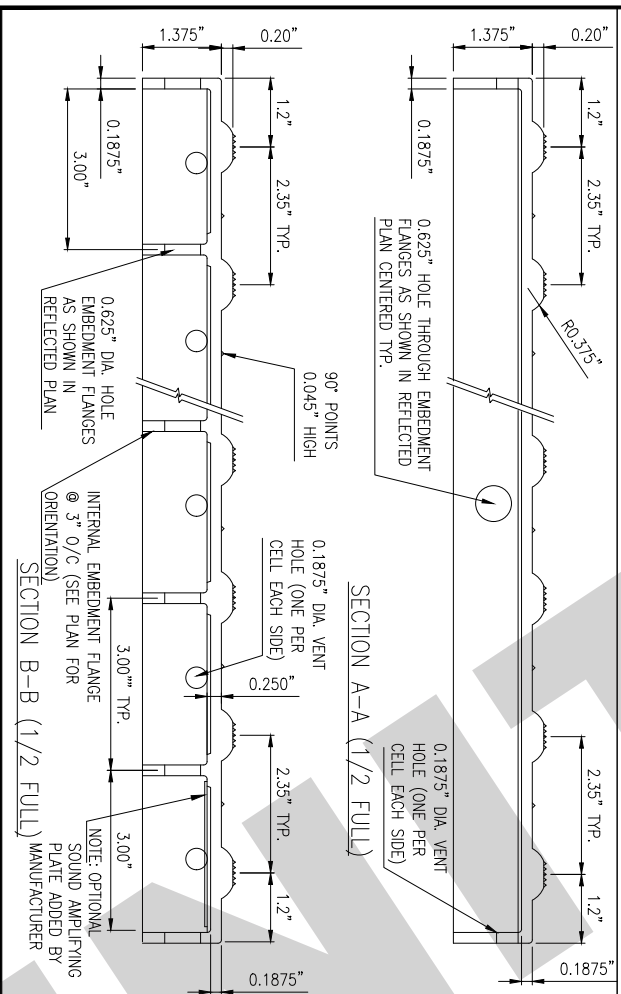 1.375"
0.20"
1.2"
2.35" TYP.
R0.375"
0.1875"
0.625" HOLE THROUGH EMBEDMENT
FLANGES AS SHOWN IN REFLECTED
PLAN CENTERED TYP.
0.1875" DIA. VENT
HOLE (ONE PER
CELL EACH SIDE)
2.35" TYP.
1.2"
0.1875"
SECTION A-A (1/2 FULL)
1.375"
0.20"
1.2"
2.35" TYP.
0.1875"
3.00"
90° POINTS
0.045" HIGH
0.625" DIA. HOLE
EMBEDMENT FLANGES
AS SHOWN IN
REFLECTED PLAN
0.1875" DIA. VENT
HOLE (ONE PER
CELL EACH SIDE)
0.250"
2.35" TYP.
1.2"
0.1875"
INTERNAL EMBEDMENT FLANGE
@ 3" O/C (SEE PLAN FOR
ORIENTATION)
3.00"" TYP.
3.00"
NOTE: OPTIONAL
SOUND AMPLIFYING
PLATE ADDED BY
MANUFACTURER
SECTION B-B (1/2 FULL)